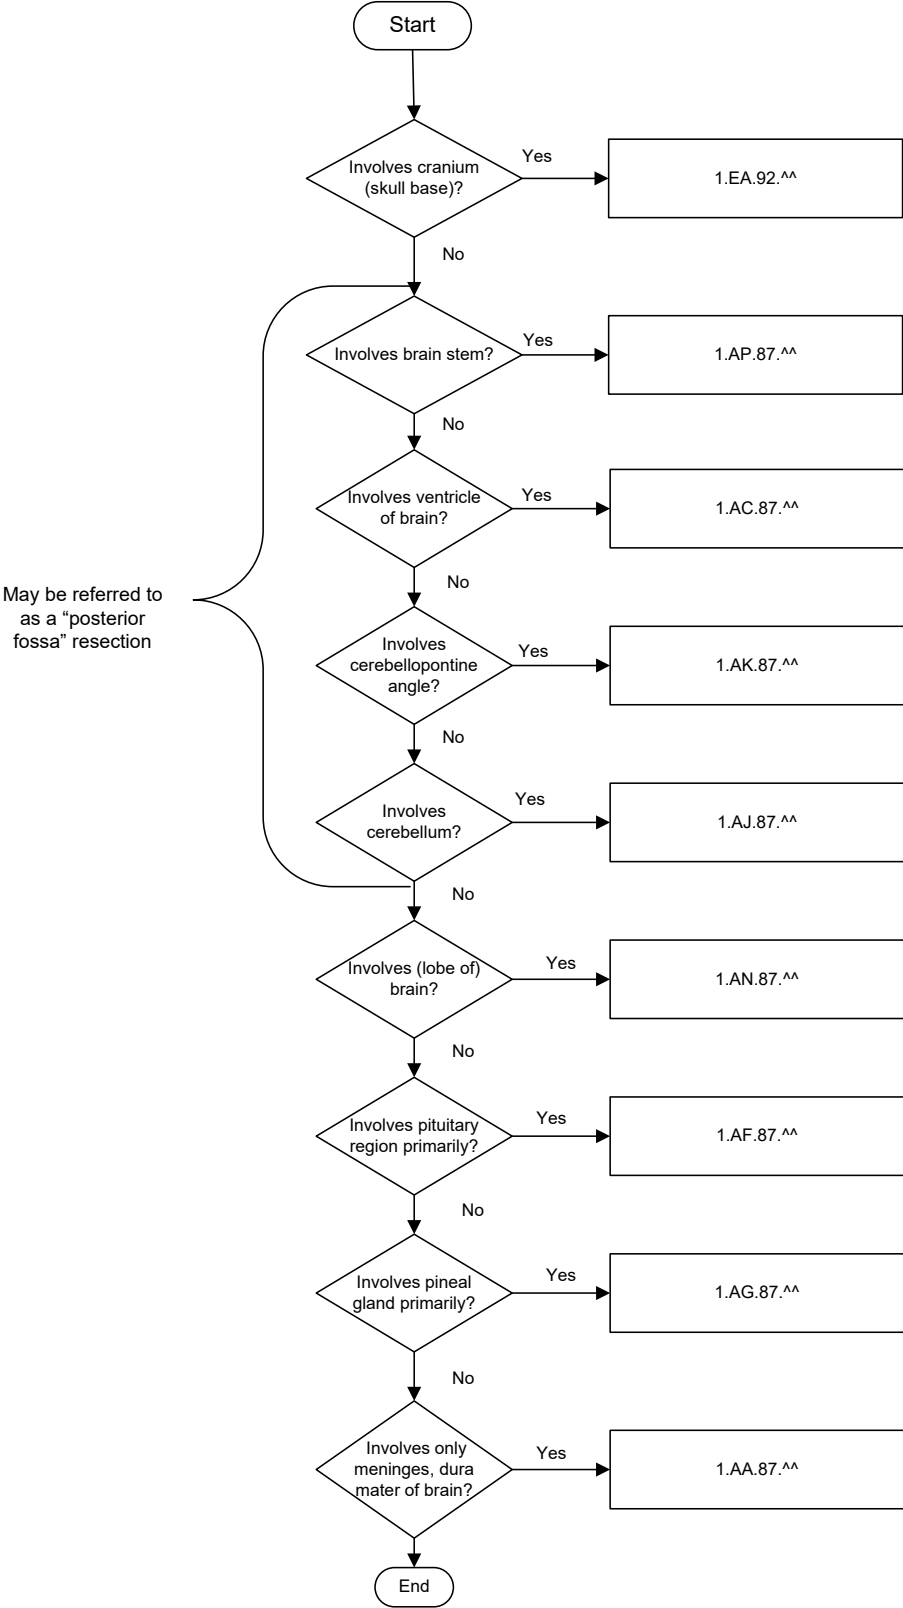 Start
Involves cranium
(skull base)?
Yes
1.EA.92.^^
No
Involves brain stem?
Yes
1.AP.87.^^
No
Involves ventricle
of brain?
Yes
1.AC.87.^^
No
May be referred to
as a “posterior
fossa” resection
Involves
cerebellopontine
angle?
Yes
1.AK.87.^^
No
Involves
cerebellum?
Yes
1.AJ.87.^^
No
Involves (lobe of)
brain?
Yes
1.AN.87.^^
No
Involves pituitary
region primarily?
Yes
1.AF.87.^^
No
Involves pineal
gland primarily?
Yes
1.AG.87.^^
No
Involves only
meninges, dura
mater of brain?
Yes
1.AA.87.^^
End